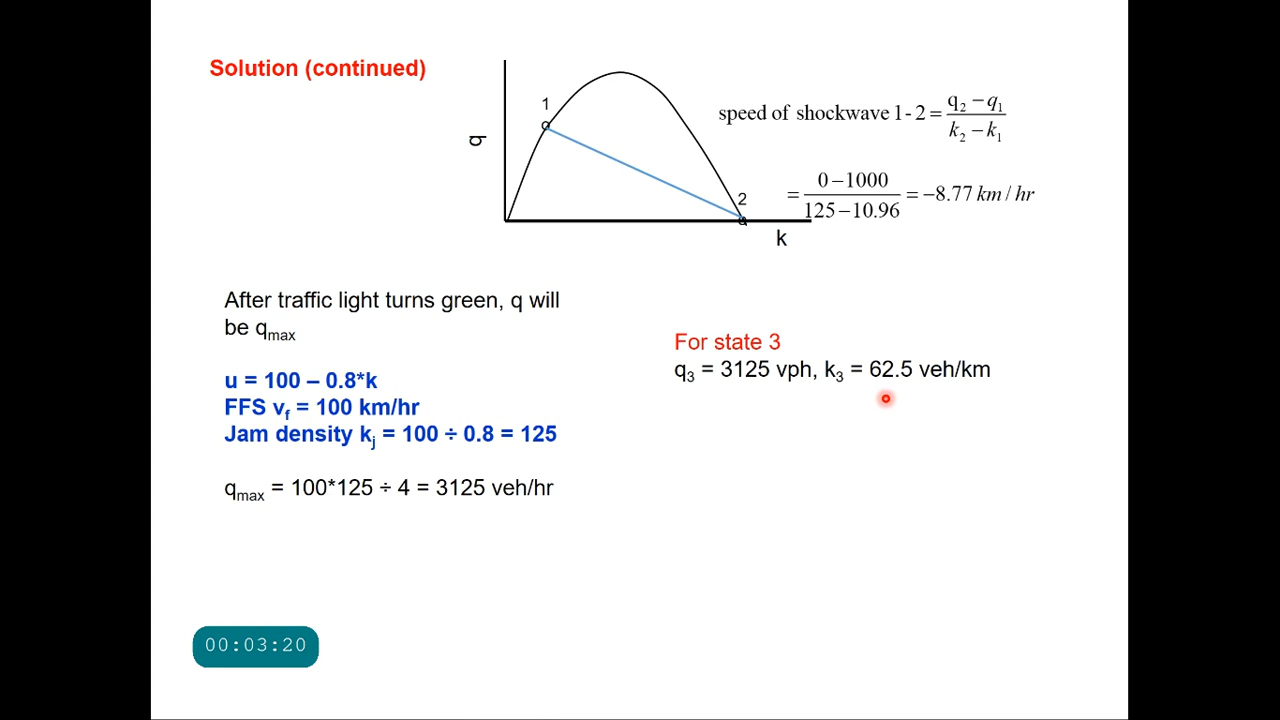 Solution (continued)
1
q
2
k
speed of shockwave 1 - 2 = q₂ − q₁ / k₂ − k₁
= 0 − 1000 / 125 − 10.96 = −8.77 km / hr
After traffic light turns green, q will
be qmax
u = 100 – 0.8*k
FFS vf = 100 km/hr
Jam density kj = 100 ÷ 0.8 = 125
qmax = 100*125 ÷ 4 = 3125 veh/hr
For state 3
q₃ = 3125 vph, k₃ = 62.5 veh/km
00:03:20